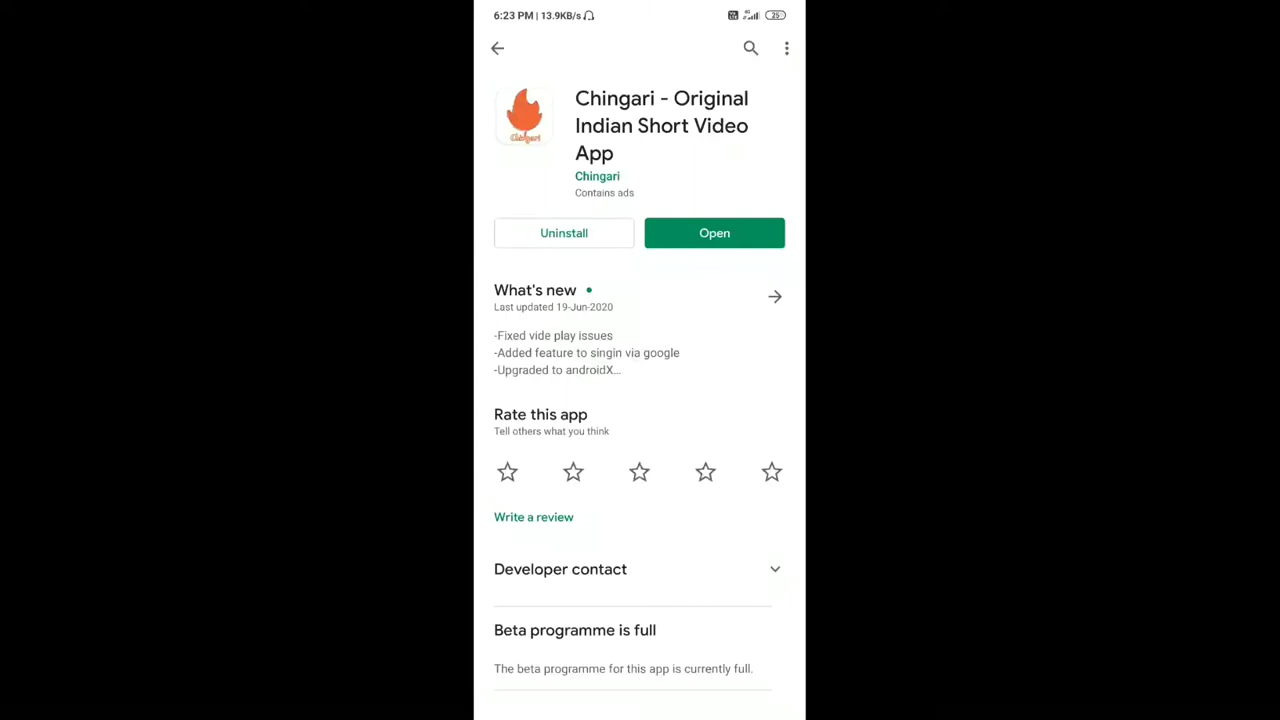 6:23 PM | 13.9KB/s
4G
25
Chingari - Original
Indian Short Video
App
Chingari
Chingari
Contains ads
Uninstall
Open
What's new
Last updated 19-Jun-2020
-Fixed vide play issues
-Added feature to singin via google
-Upgraded to androidX...
Rate this app
Tell others what you think
Write a review
Developer contact
Beta programme is full
The beta programme for this app is currently full.